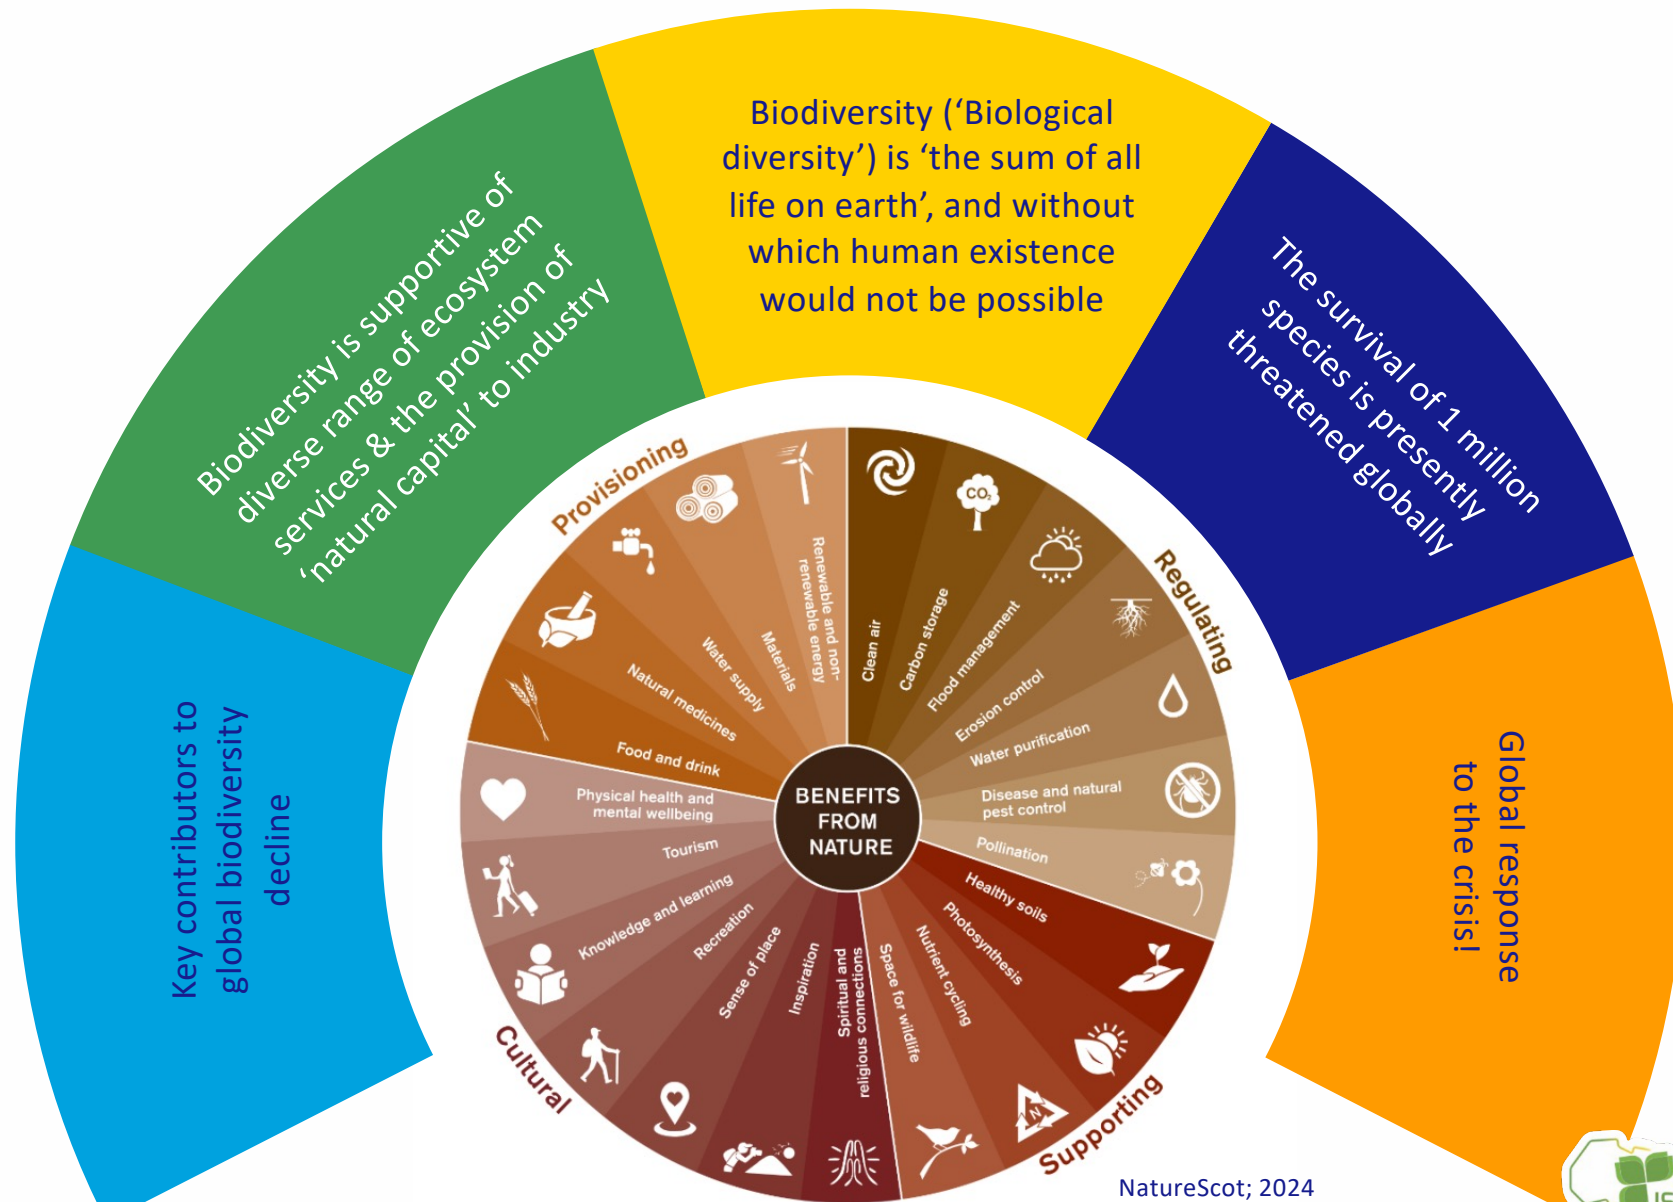 Key contributors to
global biodiversity
decline
Biodiversity is supportive of
diverse range of ecosystem
services & the provision of
‘natural capital’ to industry
Biodiversity (‘Biological
diversity’) is ‘the sum of all
life on earth’, and without
which human existence
would not be possible
The survival of 1 million
species is presently
threatened globally
Global response
to the crisis!
BENEFITS
FROM
NATURE
Provisioning
Food and drink
Natural medicines
Water supply
Materials
Renewable and non-
renewable energy
Regulating
Clean air
CO₂
Carbon storage
Flood management
Erosion control
Water purification
Disease and natural
pest control
Pollination
Supporting
Healthy soils
Photosynthesis
Nutrient cycling
N
Space for wildlife
Cultural
Spiritual and
religious connections
Inspiration
Sense of place
Recreation
Knowledge and learning
Tourism
Physical health and
mental wellbeing
NatureScot; 2024